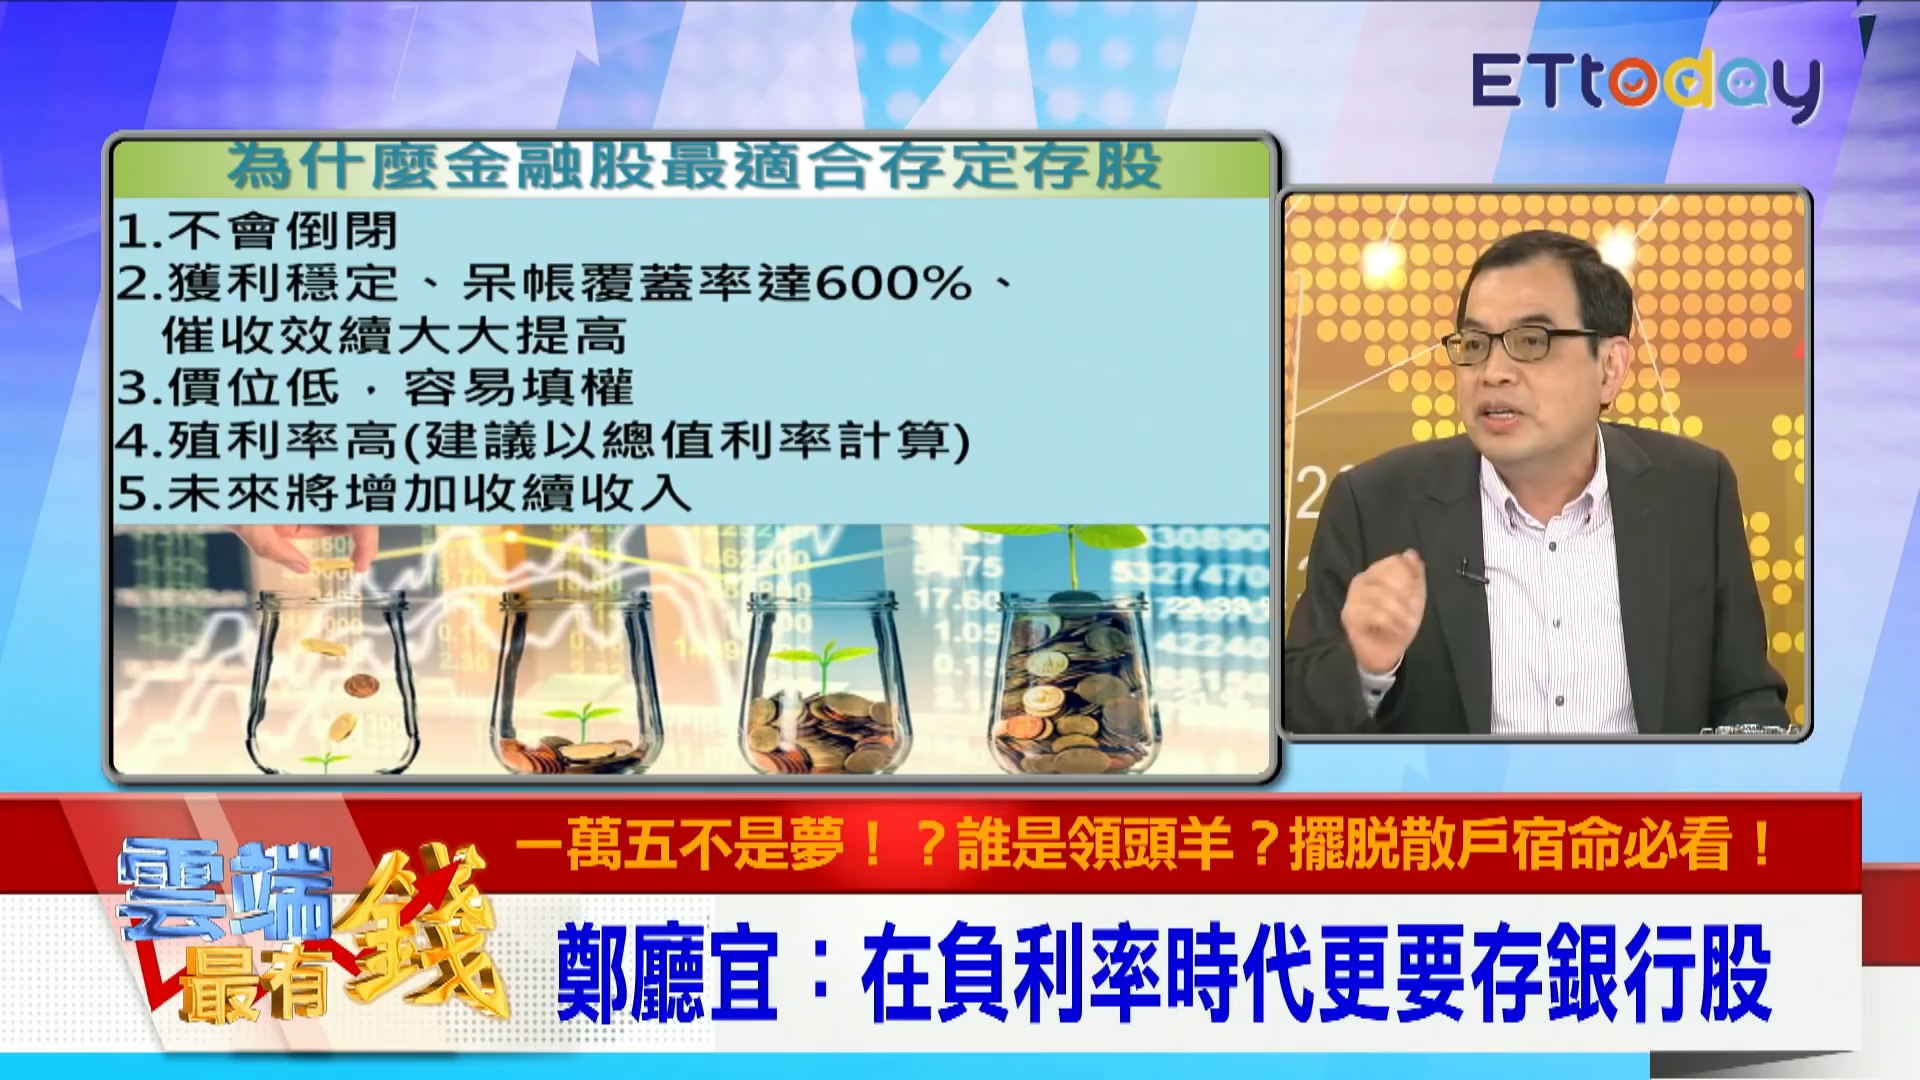 ETtoday
為什麼金融股最適合存定存股
1.不會倒閉
2.獲利穩定、呆帳覆蓋率達600%、
催收效續大大提高
3.價位低，容易填權
4.殖利率高(建議以總值利率計算)
5.未來將增加收續收入
一萬五不是夢！？誰是領頭羊？擺脫散戶宿命必看！
雲端最有錢
鄭廳宜：在負利率時代更要存銀行股